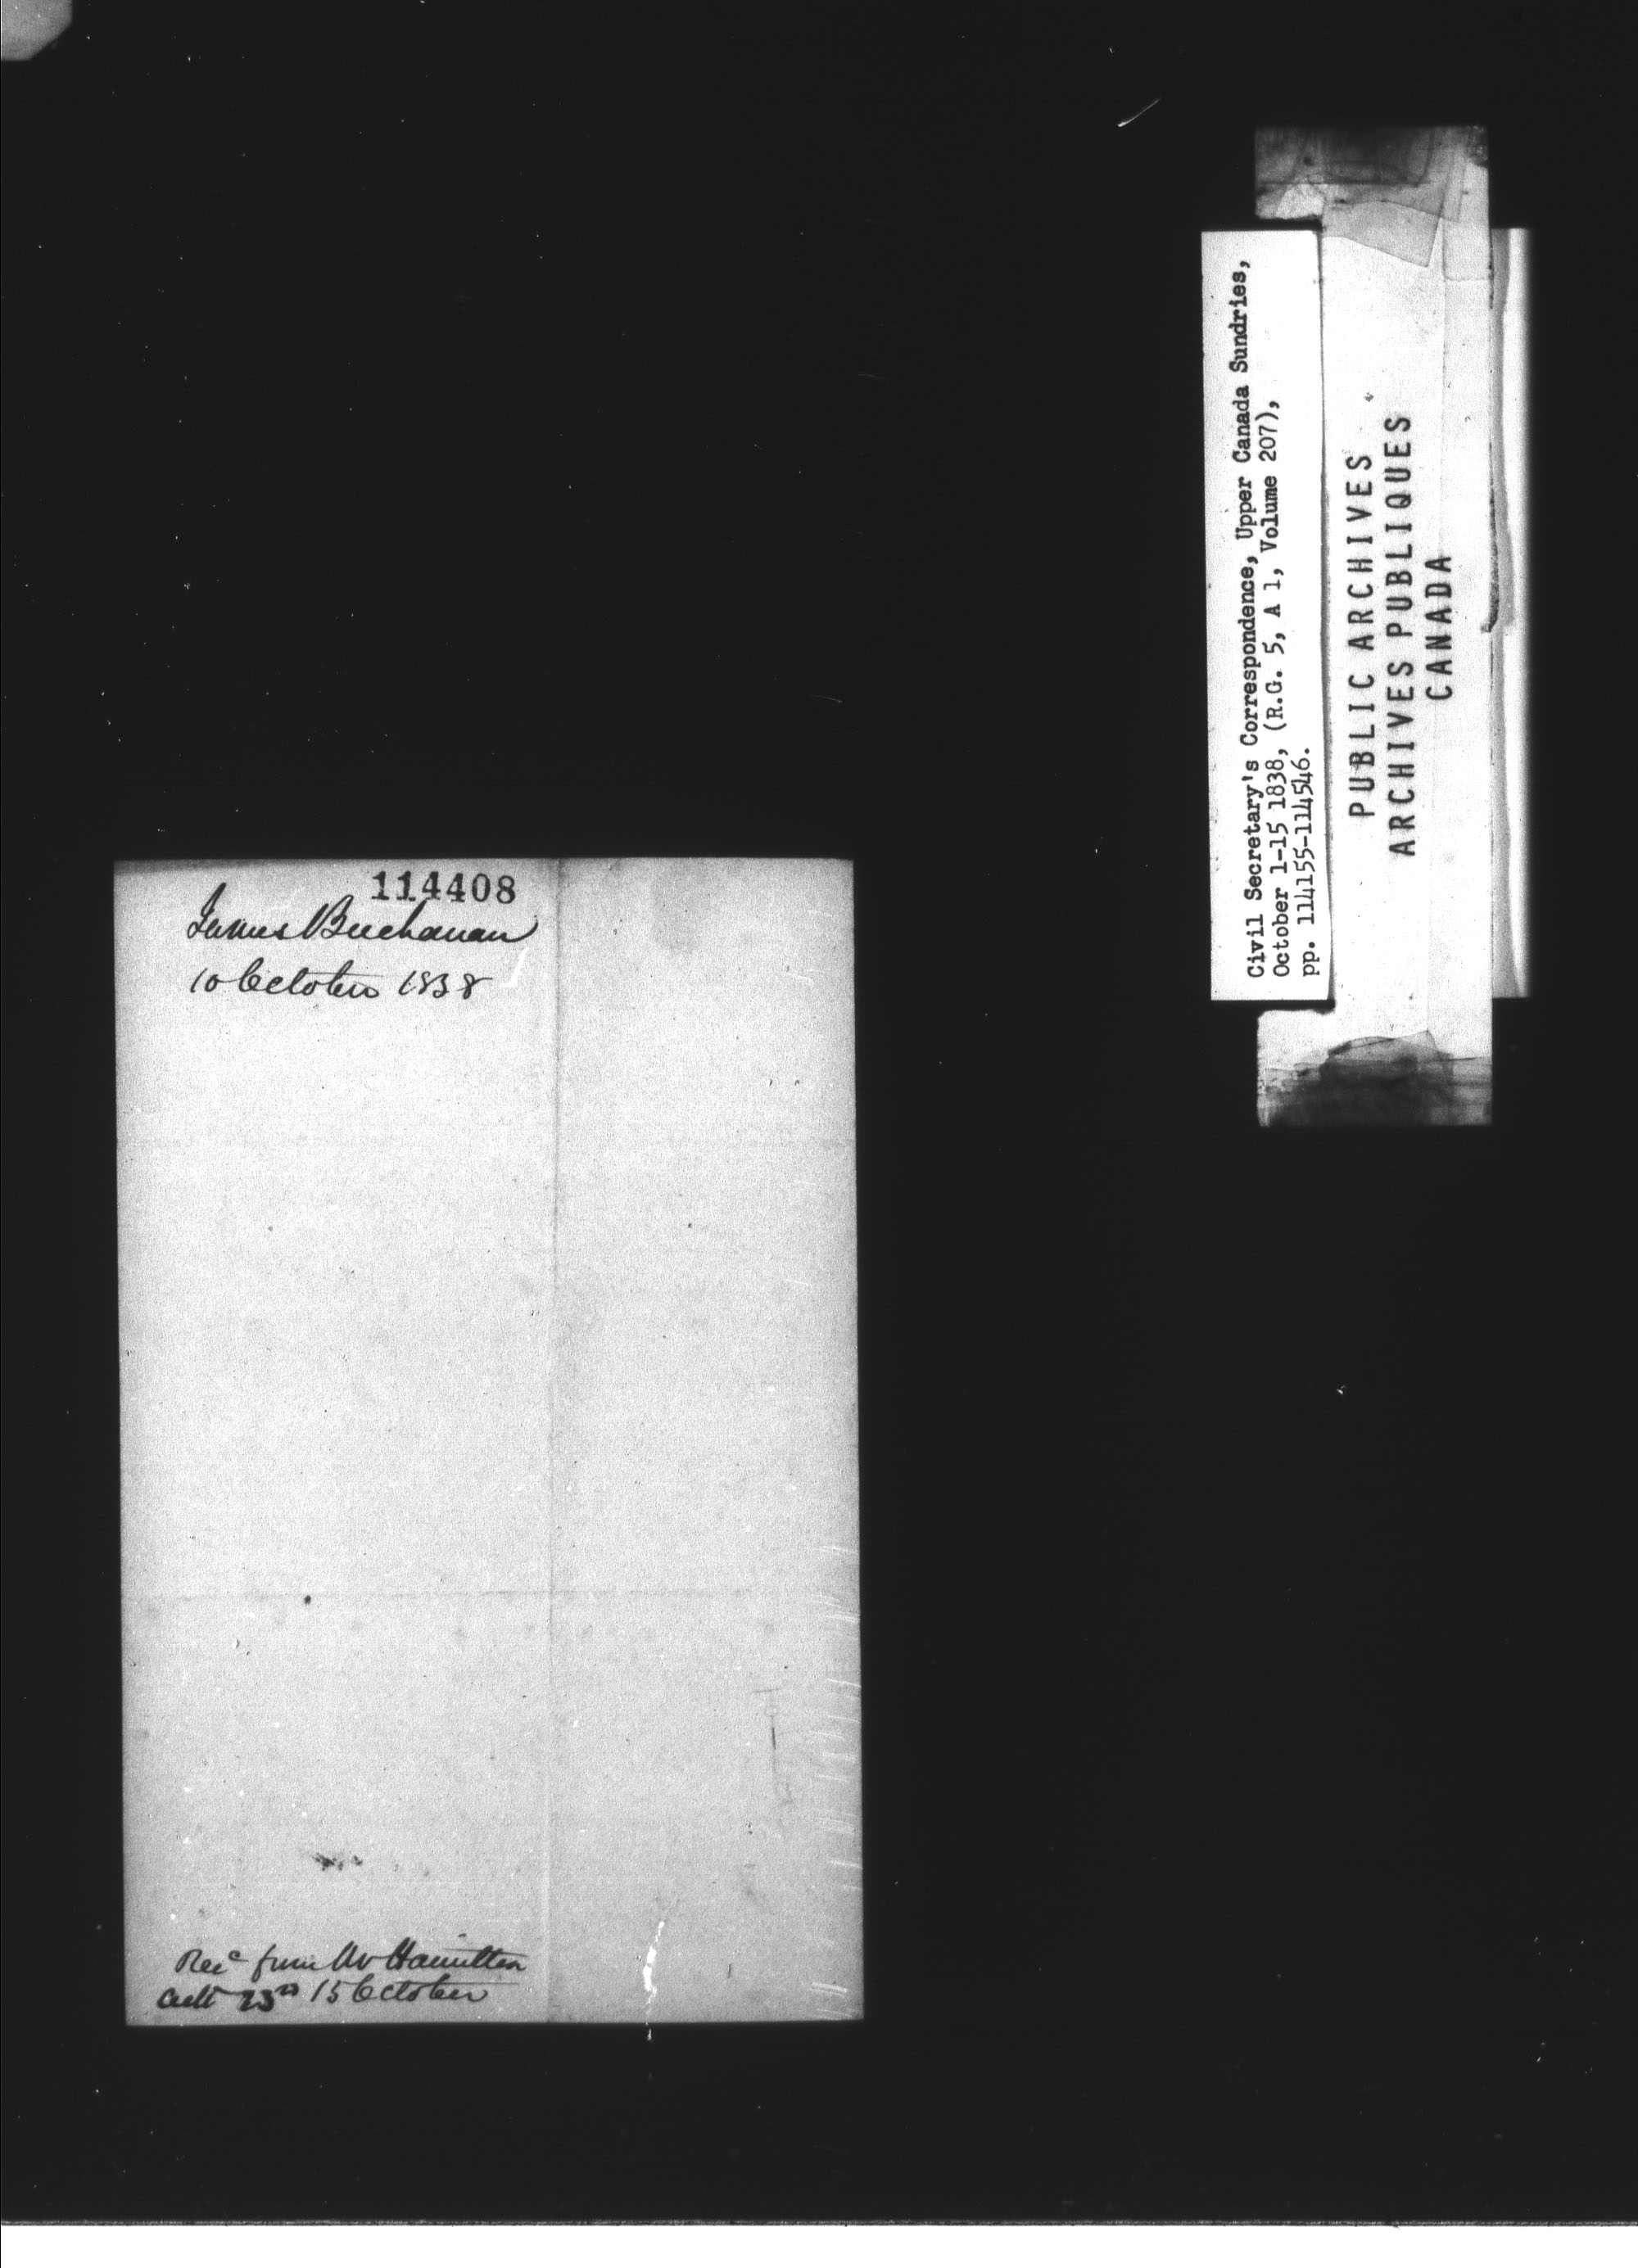 114408
James Buchanan
10 October 1838
Recd from Mr Hamilton
15 October
Civil Secretary's Correspondence, Upper Canada Sundries,
October 1-15 1838, (R.G. 5, A 1, Volume 207),
pp. 114155-114546.
PUBLIC ARCHIVES
ARCHIVES PUBLIQUES
CANADA